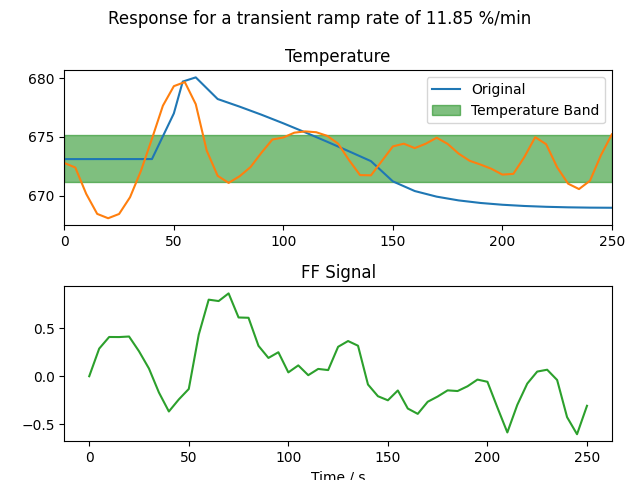 Response for a transient ramp rate of 11.85 %/min
Temperature
680
675
670
Original
Temperature Band
0 50 100 150 200 250
FF Signal
0.5
0.0
−0.5
0 50 100 150 200 250
Time / s